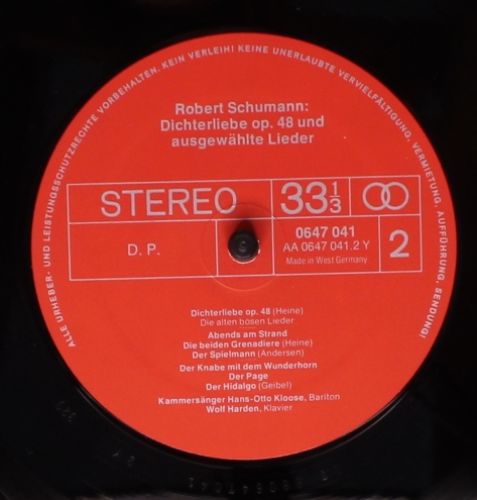 ALLE URHEBER- UND LEISTUNGSSCHUTZRECHTE VORBEHALTEN. KEIN VERLEIH! KEINE UNERLAUBTE VERVIELFÄLTIGUNG, VERMIETUNG, AUFFÜHRUNG, SENDUNG!
Robert Schumann:
Dichterliebe op. 48 und
ausgewählte Lieder
STEREO
33 1/3
D. P.
0647 041
AA 0647 041.2 Y
Made in West Germany
2
Dichterliebe op. 48 (Heine)
Die alten bösen Lieder
Abends am Strand
Die beiden Grenadiere (Heine)
Der Spielmann (Andersen)
Der Knabe mit dem Wunderhorn
Der Page
Der Hidalgo (Geibel)
Kammersänger Hans-Otto Kloose, Bariton
Wolf Harden, Klavier